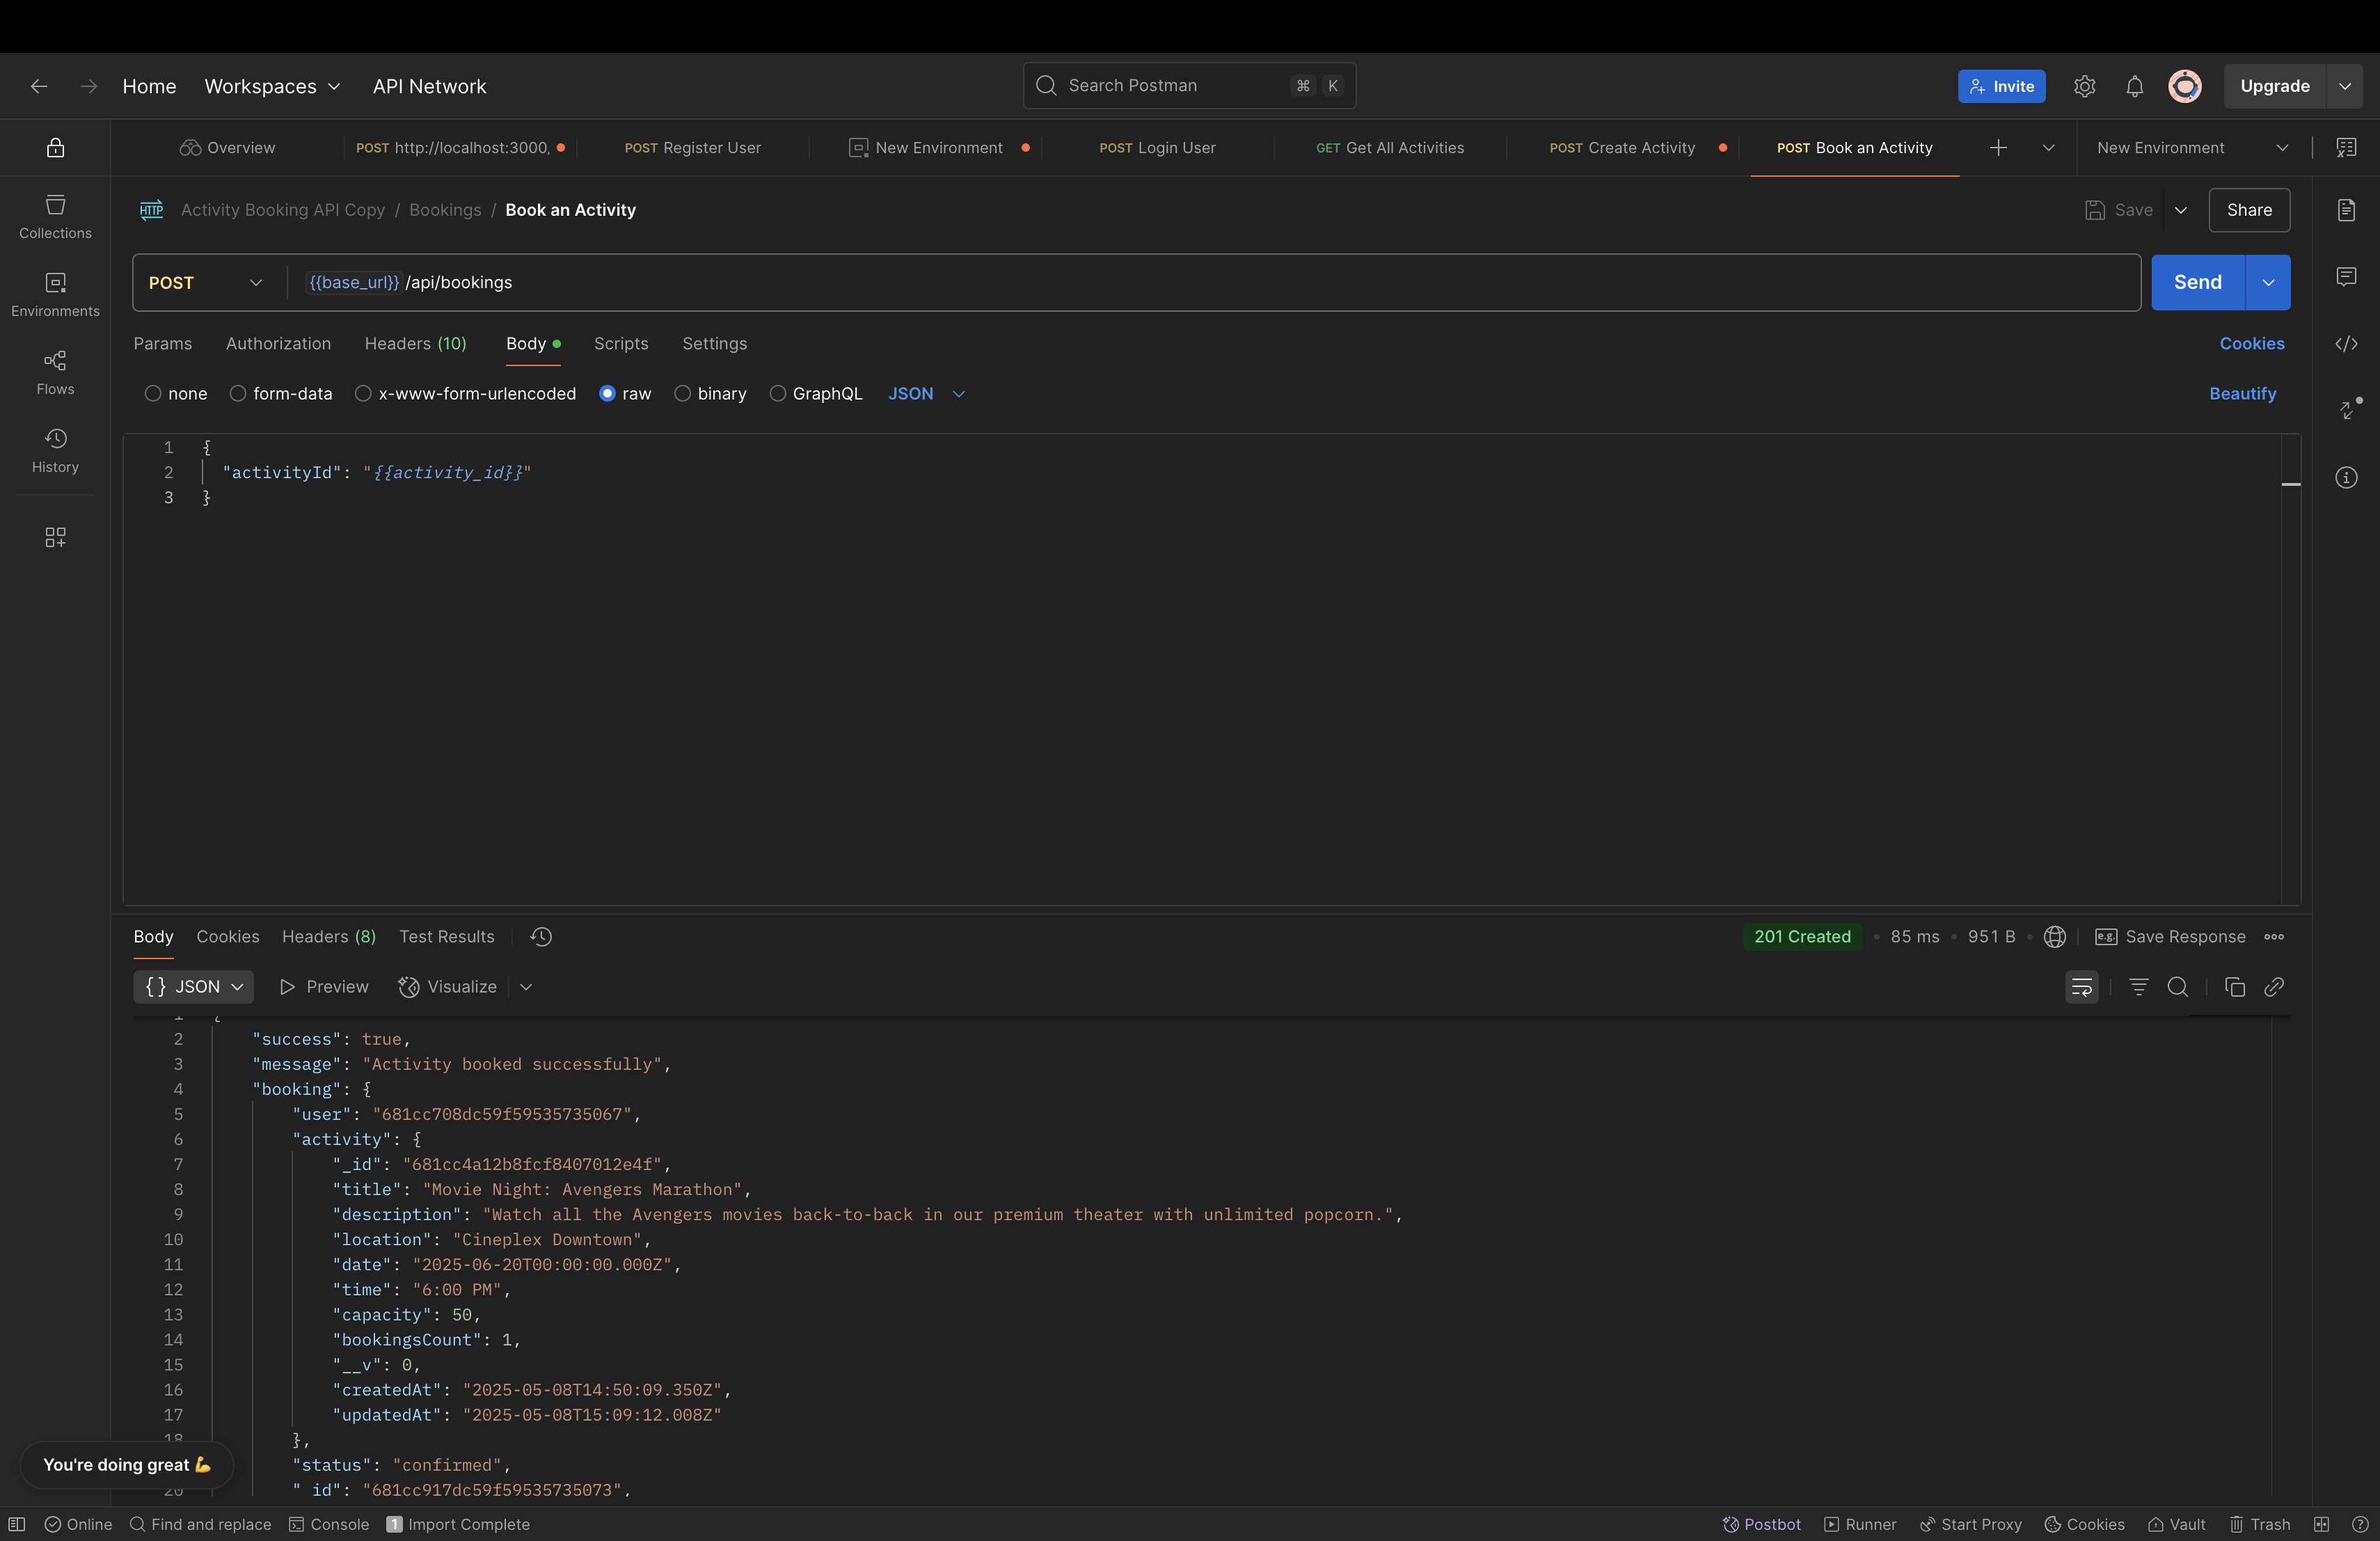 Home Workspaces API Network Search Postman ⌘ K Invite Upgrade
Overview POST http://localhost:3000, POST Register User New Environment POST Login User GET Get All Activities POST Create Activity POST Book an Activity New Environment
HTTP Activity Booking API Copy / Bookings / Book an Activity Save Share
Collections
Environments
Flows
History
POST {{base_url}}/api/bookings Send
Params Authorization Headers (10) Body Scripts Settings Cookies
none form-data x-www-form-urlencoded raw binary GraphQL JSON Beautify
1 {
2 "activityId": "{{activity_id}}"
3 }
Body Cookies Headers (8) Test Results 201 Created 85 ms 951 B e.g. Save Response
{} JSON Preview Visualize
1 {
2 "success": true,
3 "message": "Activity booked successfully",
4 "booking": {
5 "user": "681cc708dc59f59535735067",
6 "activity": {
7 "_id": "681cc4a12b8fcf8407012e4f",
8 "title": "Movie Night: Avengers Marathon",
9 "description": "Watch all the Avengers movies back-to-back in our premium theater with unlimited popcorn.",
10 "location": "Cineplex Downtown",
11 "date": "2025-06-20T00:00:00.000Z",
12 "time": "6:00 PM",
13 "capacity": 50,
14 "bookingsCount": 1,
15 "__v": 0,
16 "createdAt": "2025-05-08T14:50:09.350Z",
17 "updatedAt": "2025-05-08T15:09:12.008Z"
18 },
"status": "confirmed",
20 "_id": "681cc917dc59f59535735073",
You're doing great 💪
Online Find and replace Console 1 Import Complete Postbot Runner Start Proxy Cookies Vault Trash